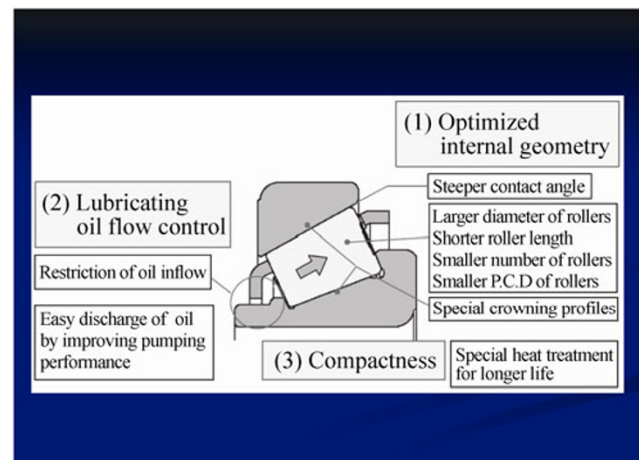 (1) Optimized
internal geometry
Steeper contact angle
Larger diameter of rollers
Shorter roller length
Smaller number of rollers
Smaller P.C.D of rollers
Special crowning profiles
(2) Lubricating
oil flow control
Restriction of oil inflow
Easy discharge of oil
by improving pumping
performance
(3) Compactness
Special heat treatment
for longer life